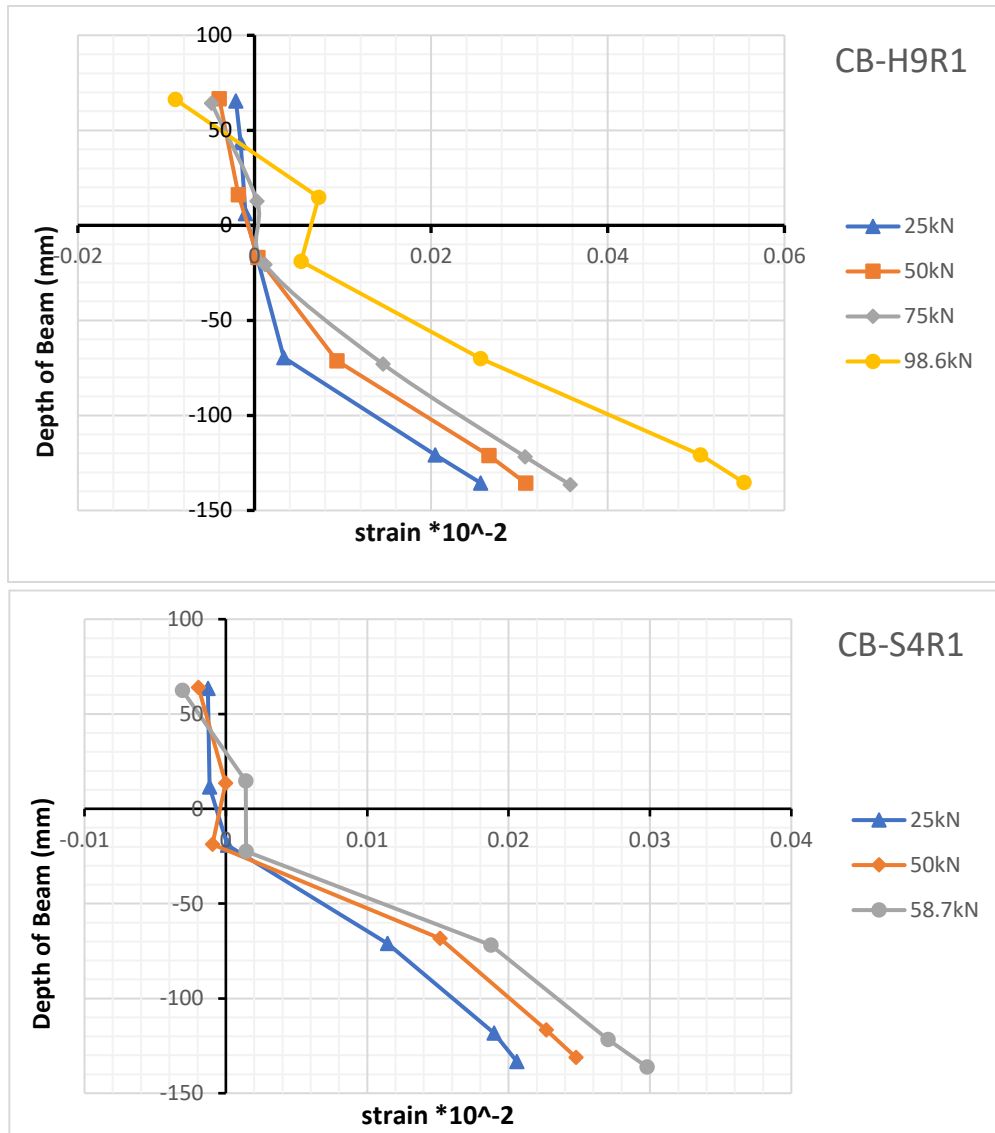 CB-H9R1
100
50
0
-50
-100
-150
-0.02
0
0.02
0.04
0.06
Depth of Beam (mm)
strain *10^-2
25kN
50kN
75kN
98.6kN
CB-S4R1
100
50
0
-50
-100
-150
-0.01
0
0.01
0.02
0.03
0.04
Depth of Beam (mm)
strain *10^-2
25kN
50kN
58.7kN